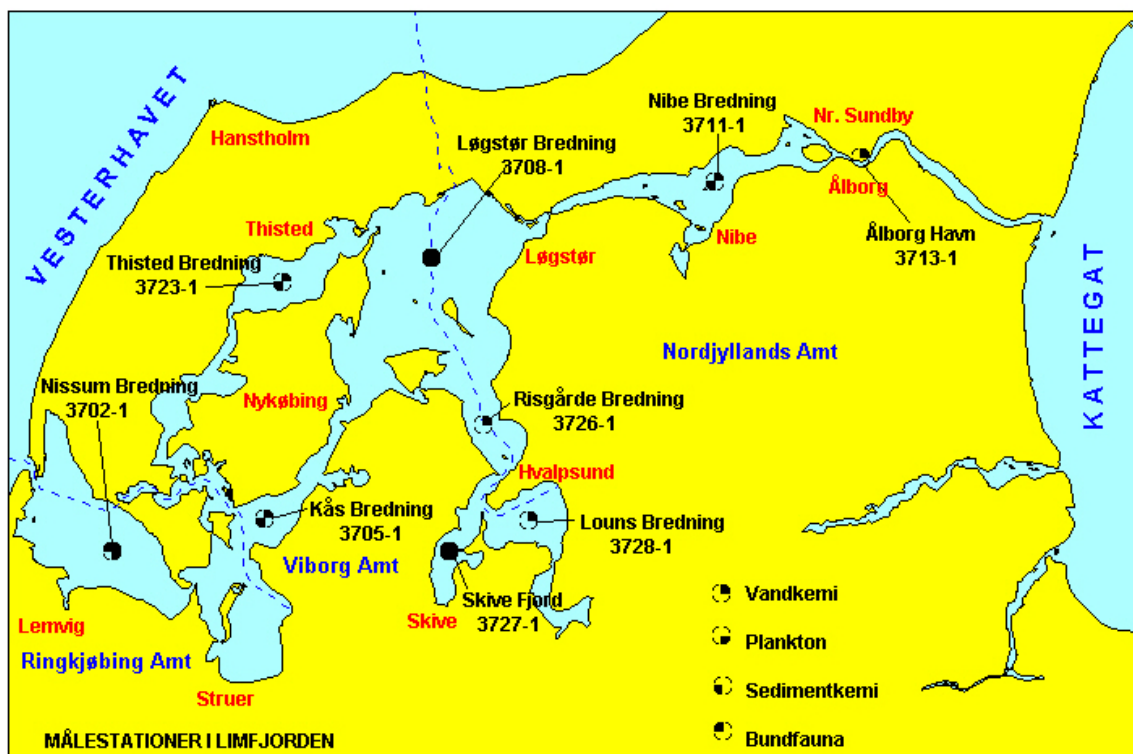 VESTERHAVET
Hanstholm
Løgstør Bredning
3708-1
Nibe Bredning
3711-1
Nr. Sundby
Ålborg
Ålborg Havn
3713-1
Thisted
Thisted Bredning
3723-1
Løgstør
Nibe
KATTEGAT
Nordjyllands Amt
Nissum Bredning
3702-1
Nykøbing
Risgårde Bredning
3726-1
Hvalpsund
Kås Bredning
3705-1
Louns Bredning
3728-1
Viborg Amt
Skive Fjord
3727-1
Skive
Lemvig
Ringkjøbing Amt
Struer
Vandkemi
Plankton
Sedimentkemi
Bundfauna
MÅLESTATIONER I LIMFJORDEN